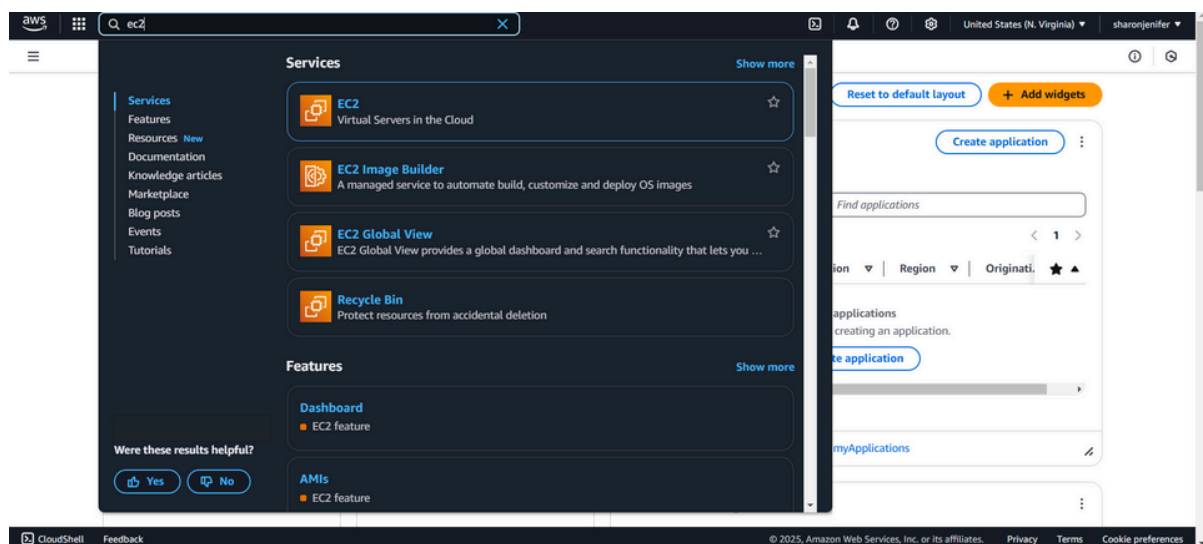 aws
ec2
United States (N. Virginia)
sharonjenifer
Services
Features
Resources New
Documentation
Knowledge articles
Marketplace
Blog posts
Events
Tutorials
Were these results helpful?
Yes
No
Services
Show more
EC2
Virtual Servers in the Cloud
EC2 Image Builder
A managed service to automate build, customize and deploy OS images
EC2 Global View
EC2 Global View provides a global dashboard and search functionality that lets you ...
Recycle Bin
Protect resources from accidental deletion
Features
Show more
Dashboard
EC2 feature
AMIs
EC2 feature
Reset to default layout
+ Add widgets
Create application
Find applications
1
ion
Region
Originati.
applications
creating an application.
te application
myApplications
CloudShell
Feedback
© 2025, Amazon Web Services, Inc. or its affiliates.
Privacy
Terms
Cookie preferences